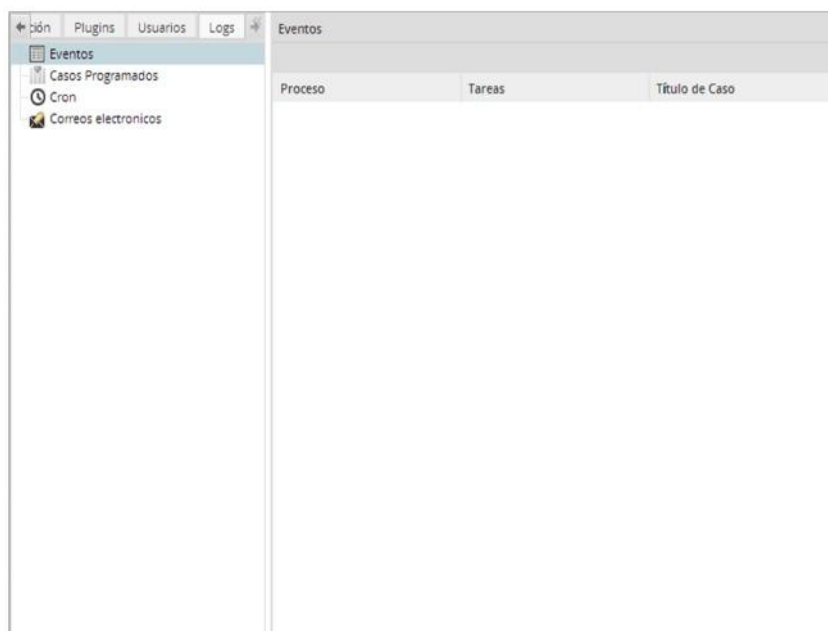 ción Plugins Usuarios Logs
Eventos
Casos Programados
Cron
Correos electronicos
Eventos
Proceso Tareas Título de Caso